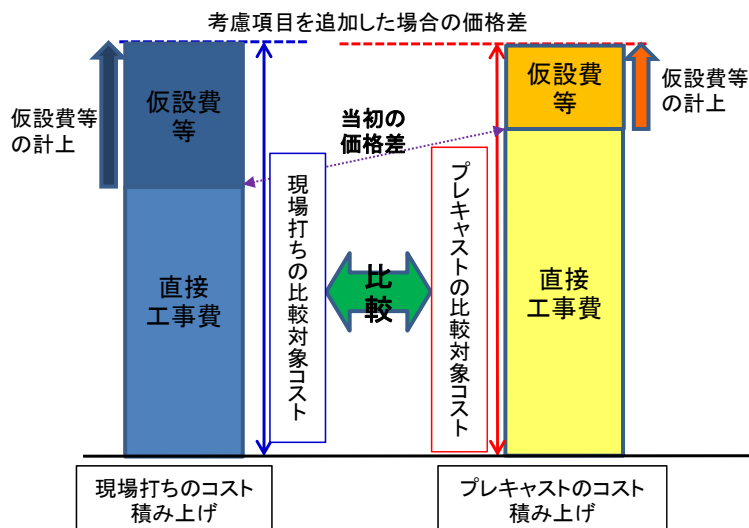 考慮項目を追加した場合の価格差
仮設費
等
仮設費等
の計上
当初の
価格差
仮設費
等
仮設費等
の計上
現場打ちの比較対象コスト
比較
プレキャストの比較対象コスト
直接
工事費
直接
工事費
現場打ちのコスト
積み上げ
プレキャストのコスト
積み上げ